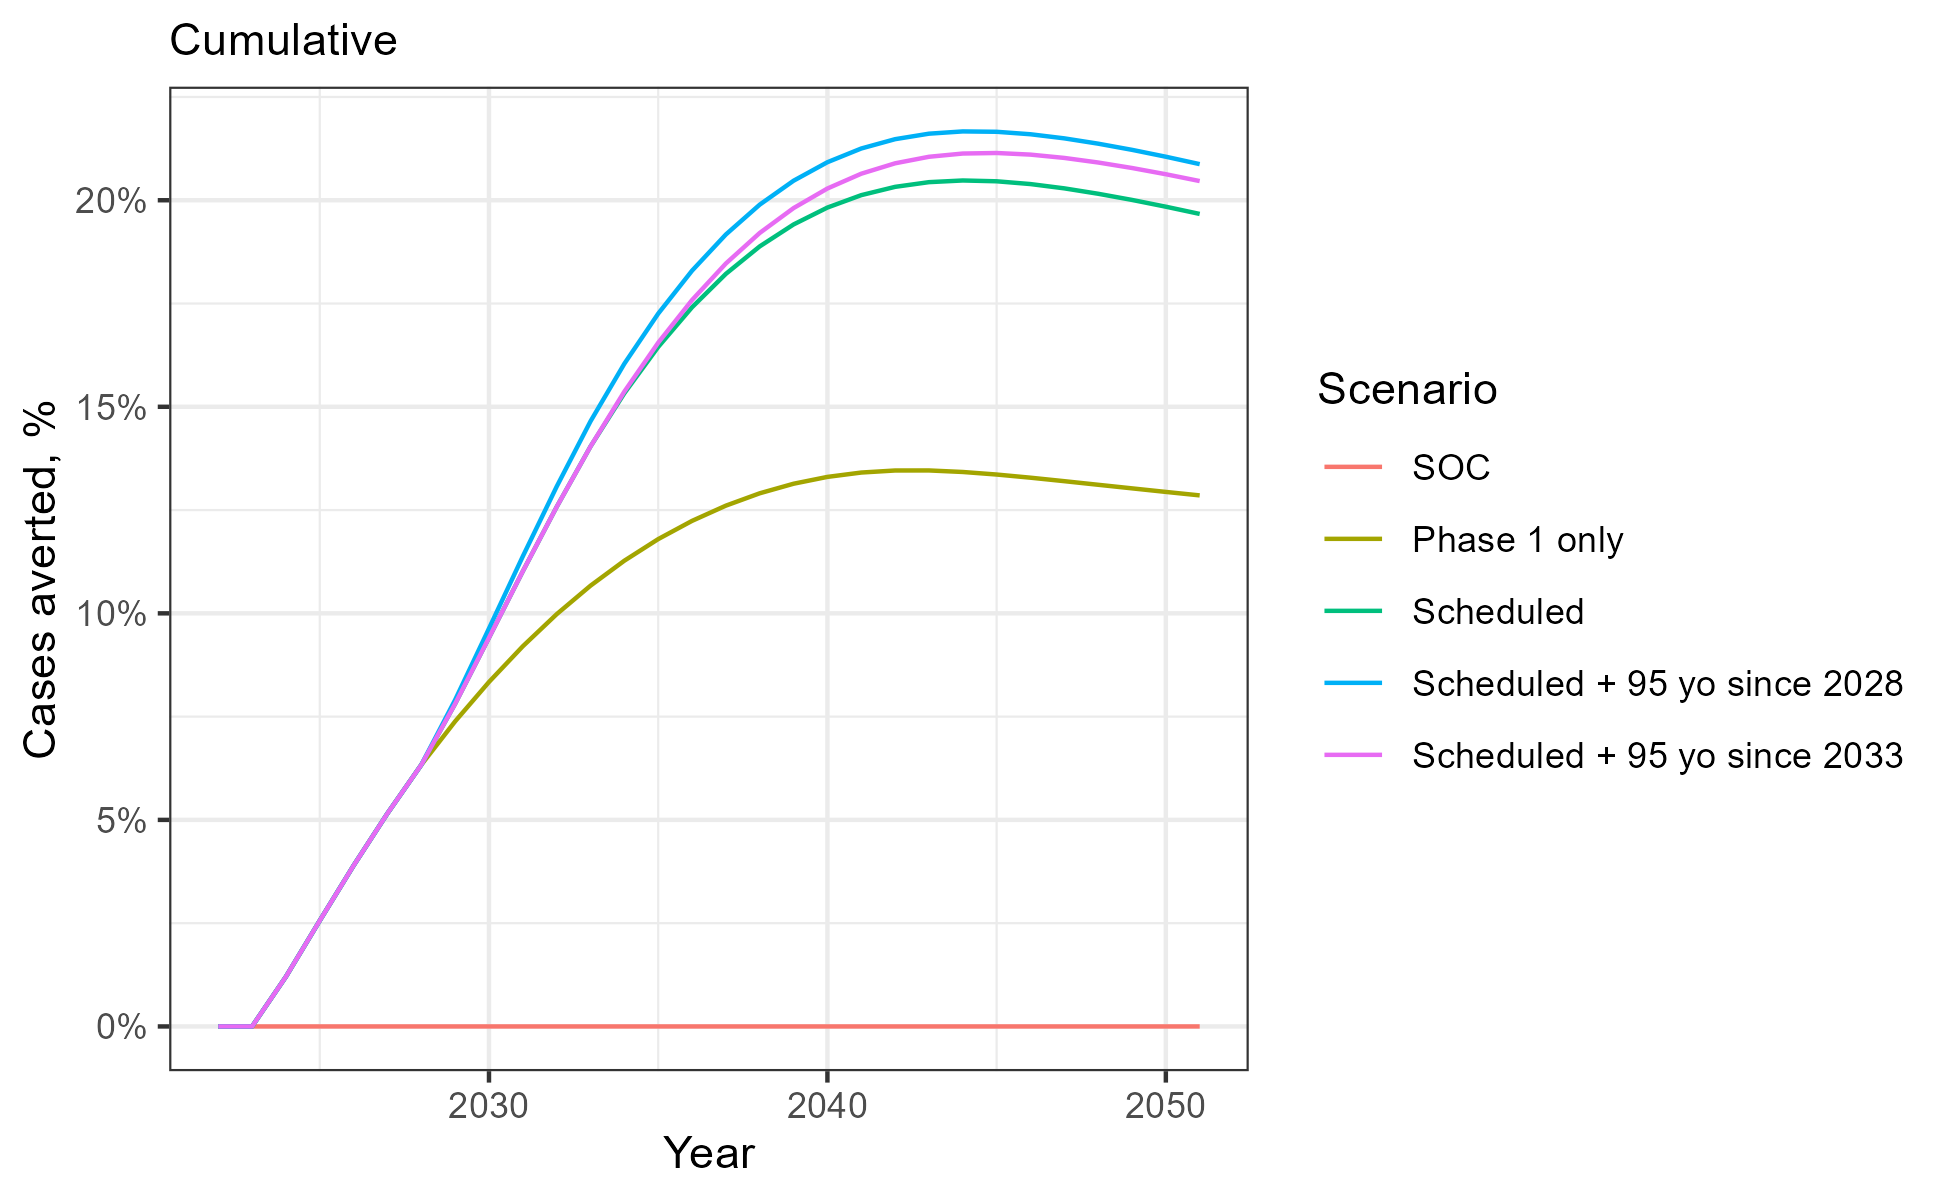 Cumulative
Cases averted, %
20%
15%
10%
5%
0%
2030
2040
2050
Year
Scenario
SOC
Phase 1 only
Scheduled
Scheduled + 95 yo since 2028
Scheduled + 95 yo since 2033